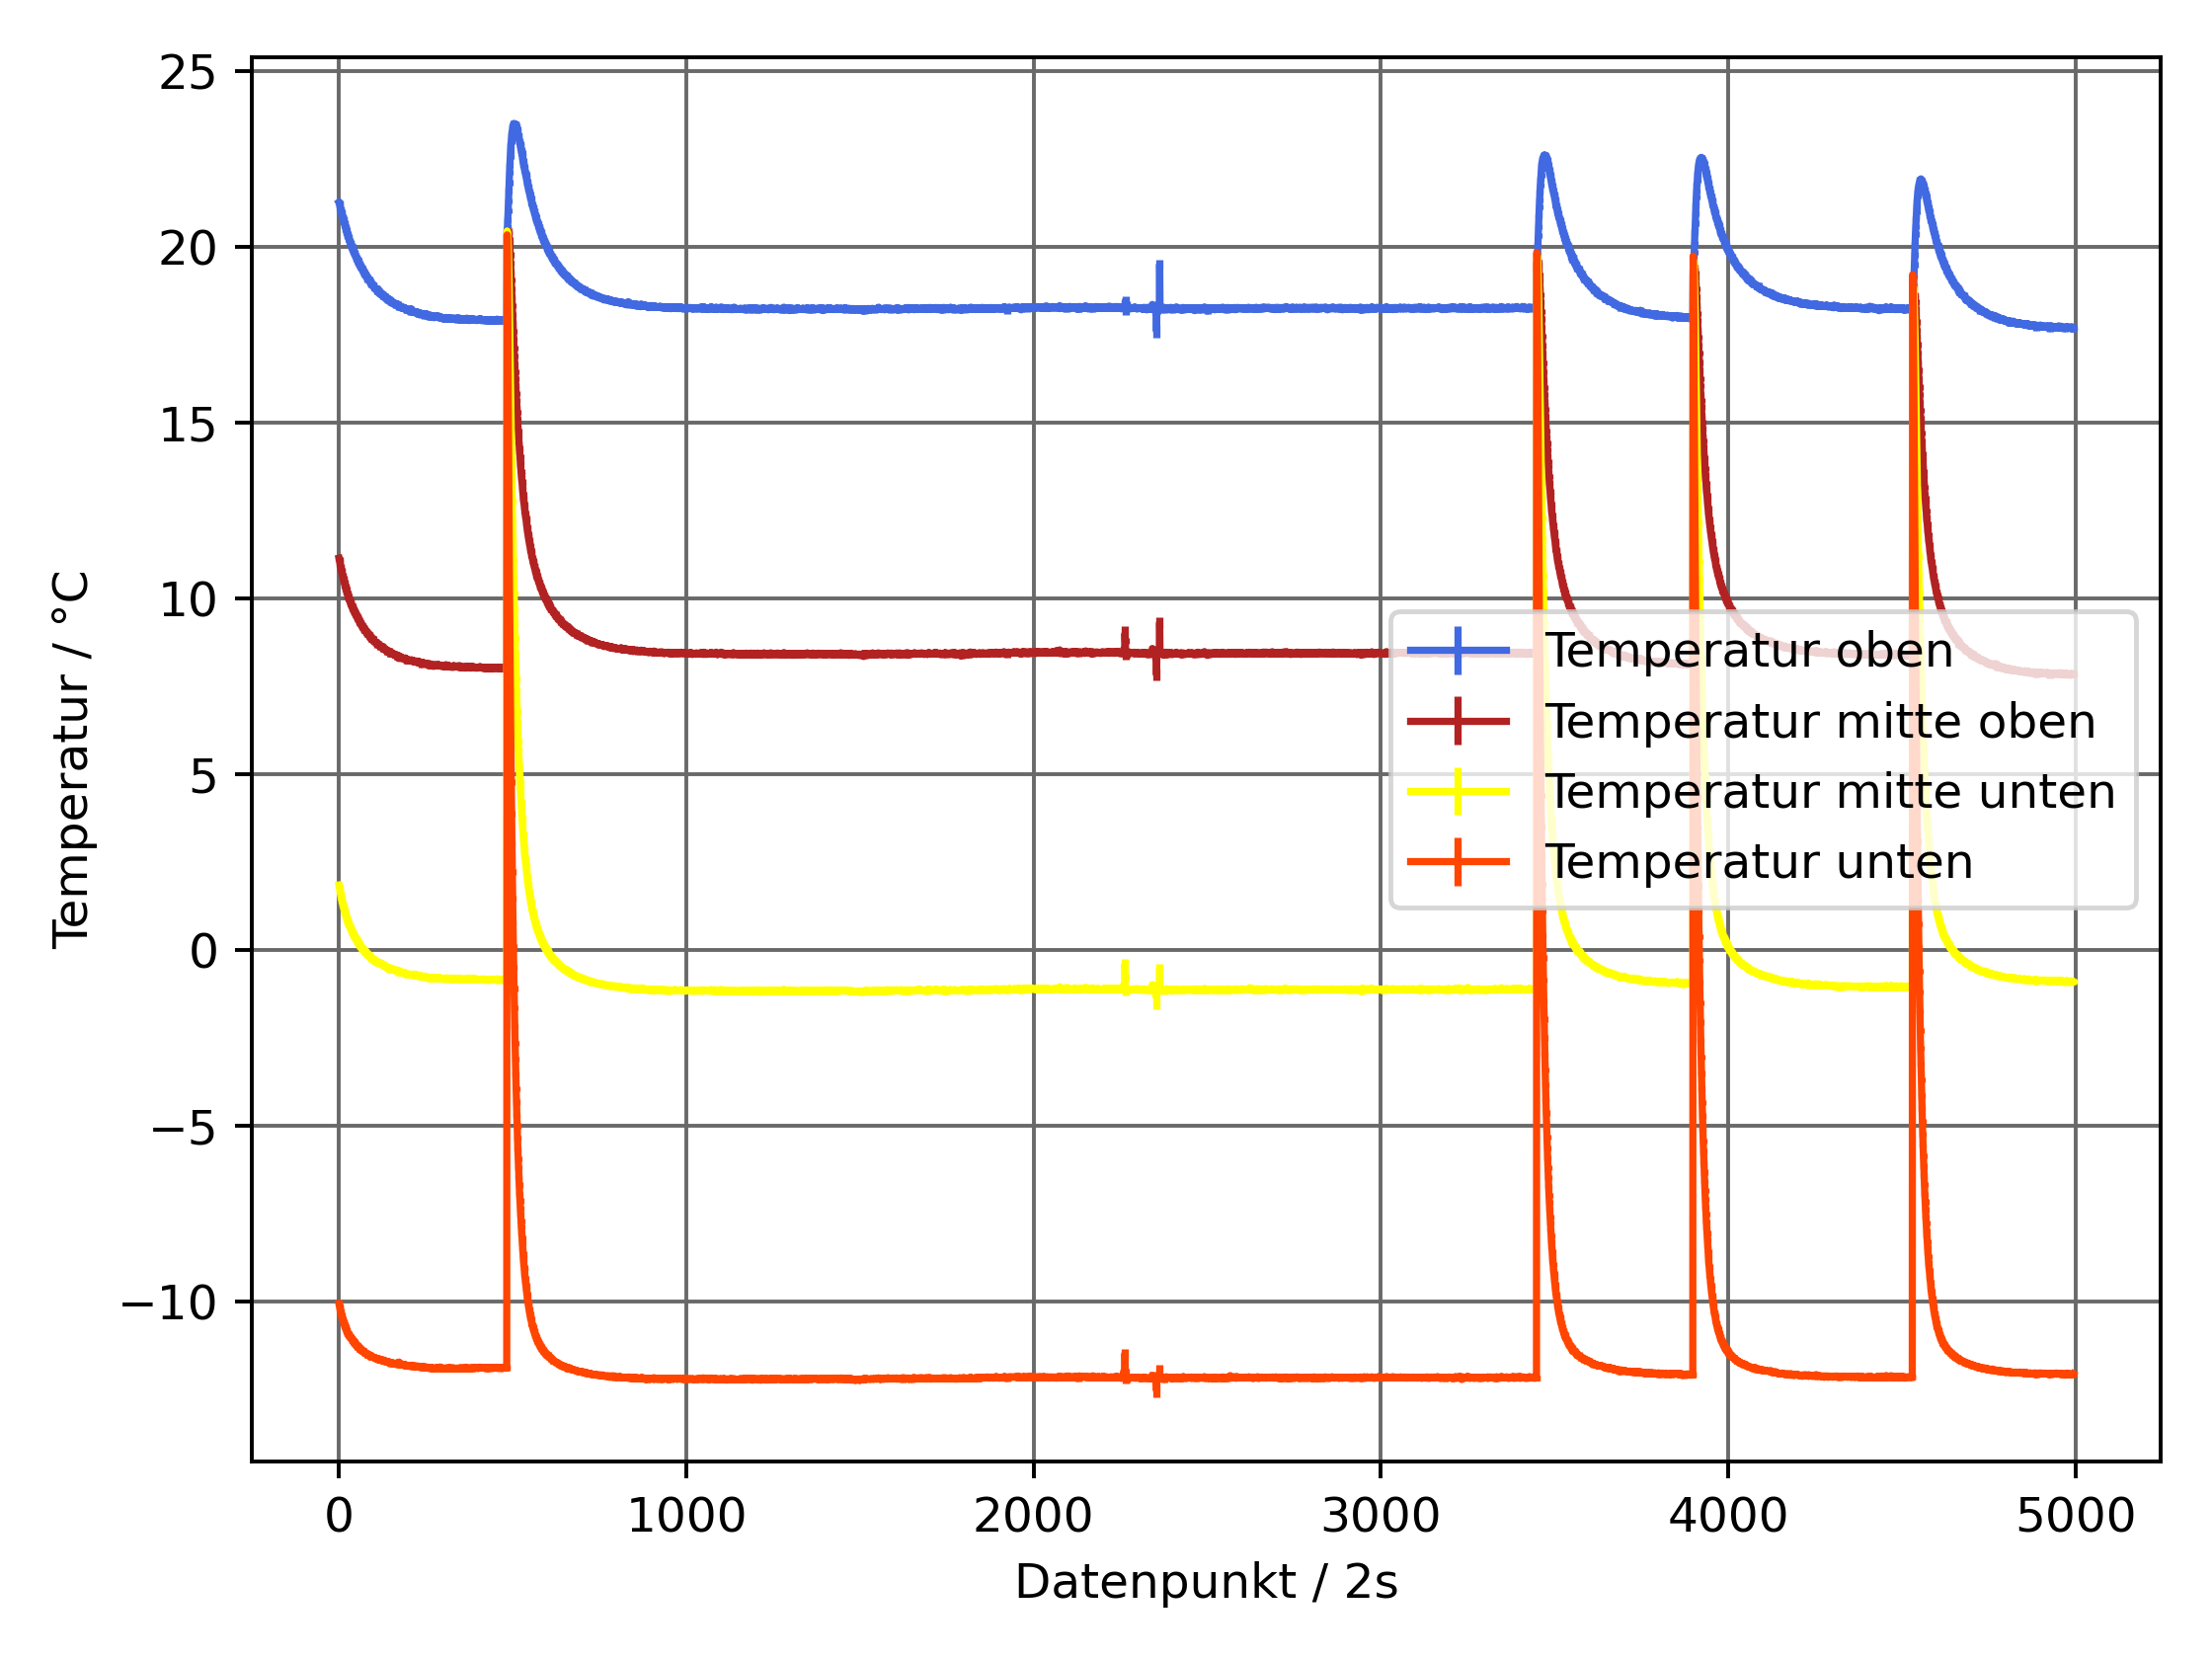 25
20
15
10
5
0
−5
−10
Temperatur / °C
Temperatur oben
Temperatur mitte oben
Temperatur mitte unten
Temperatur unten
0 1000 2000 3000 4000 5000
Datenpunkt / 2s